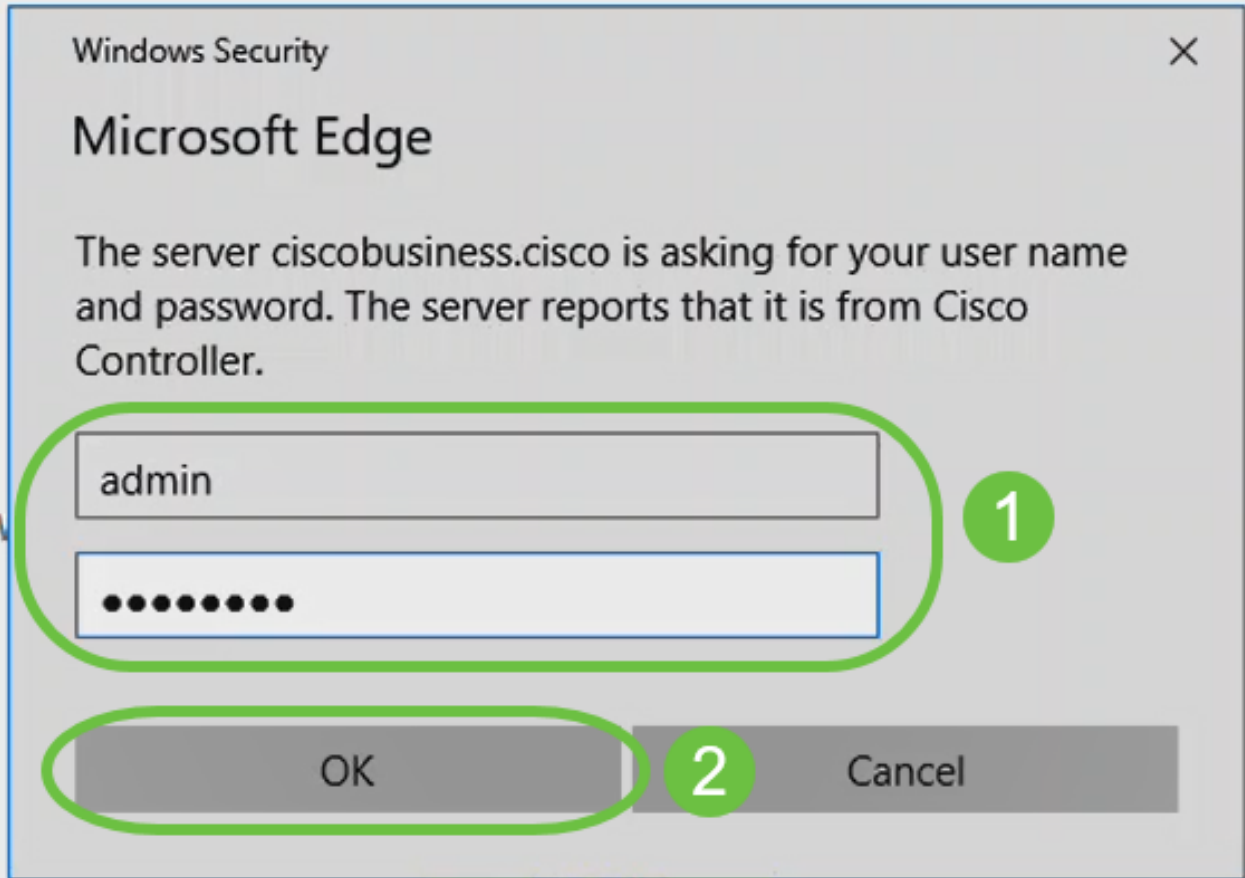 Windows Security
Microsoft Edge
The server ciscobusiness.cisco is asking for your user name
and password. The server reports that it is from Cisco
Controller.
admin
••••••••
1
OK
2
Cancel